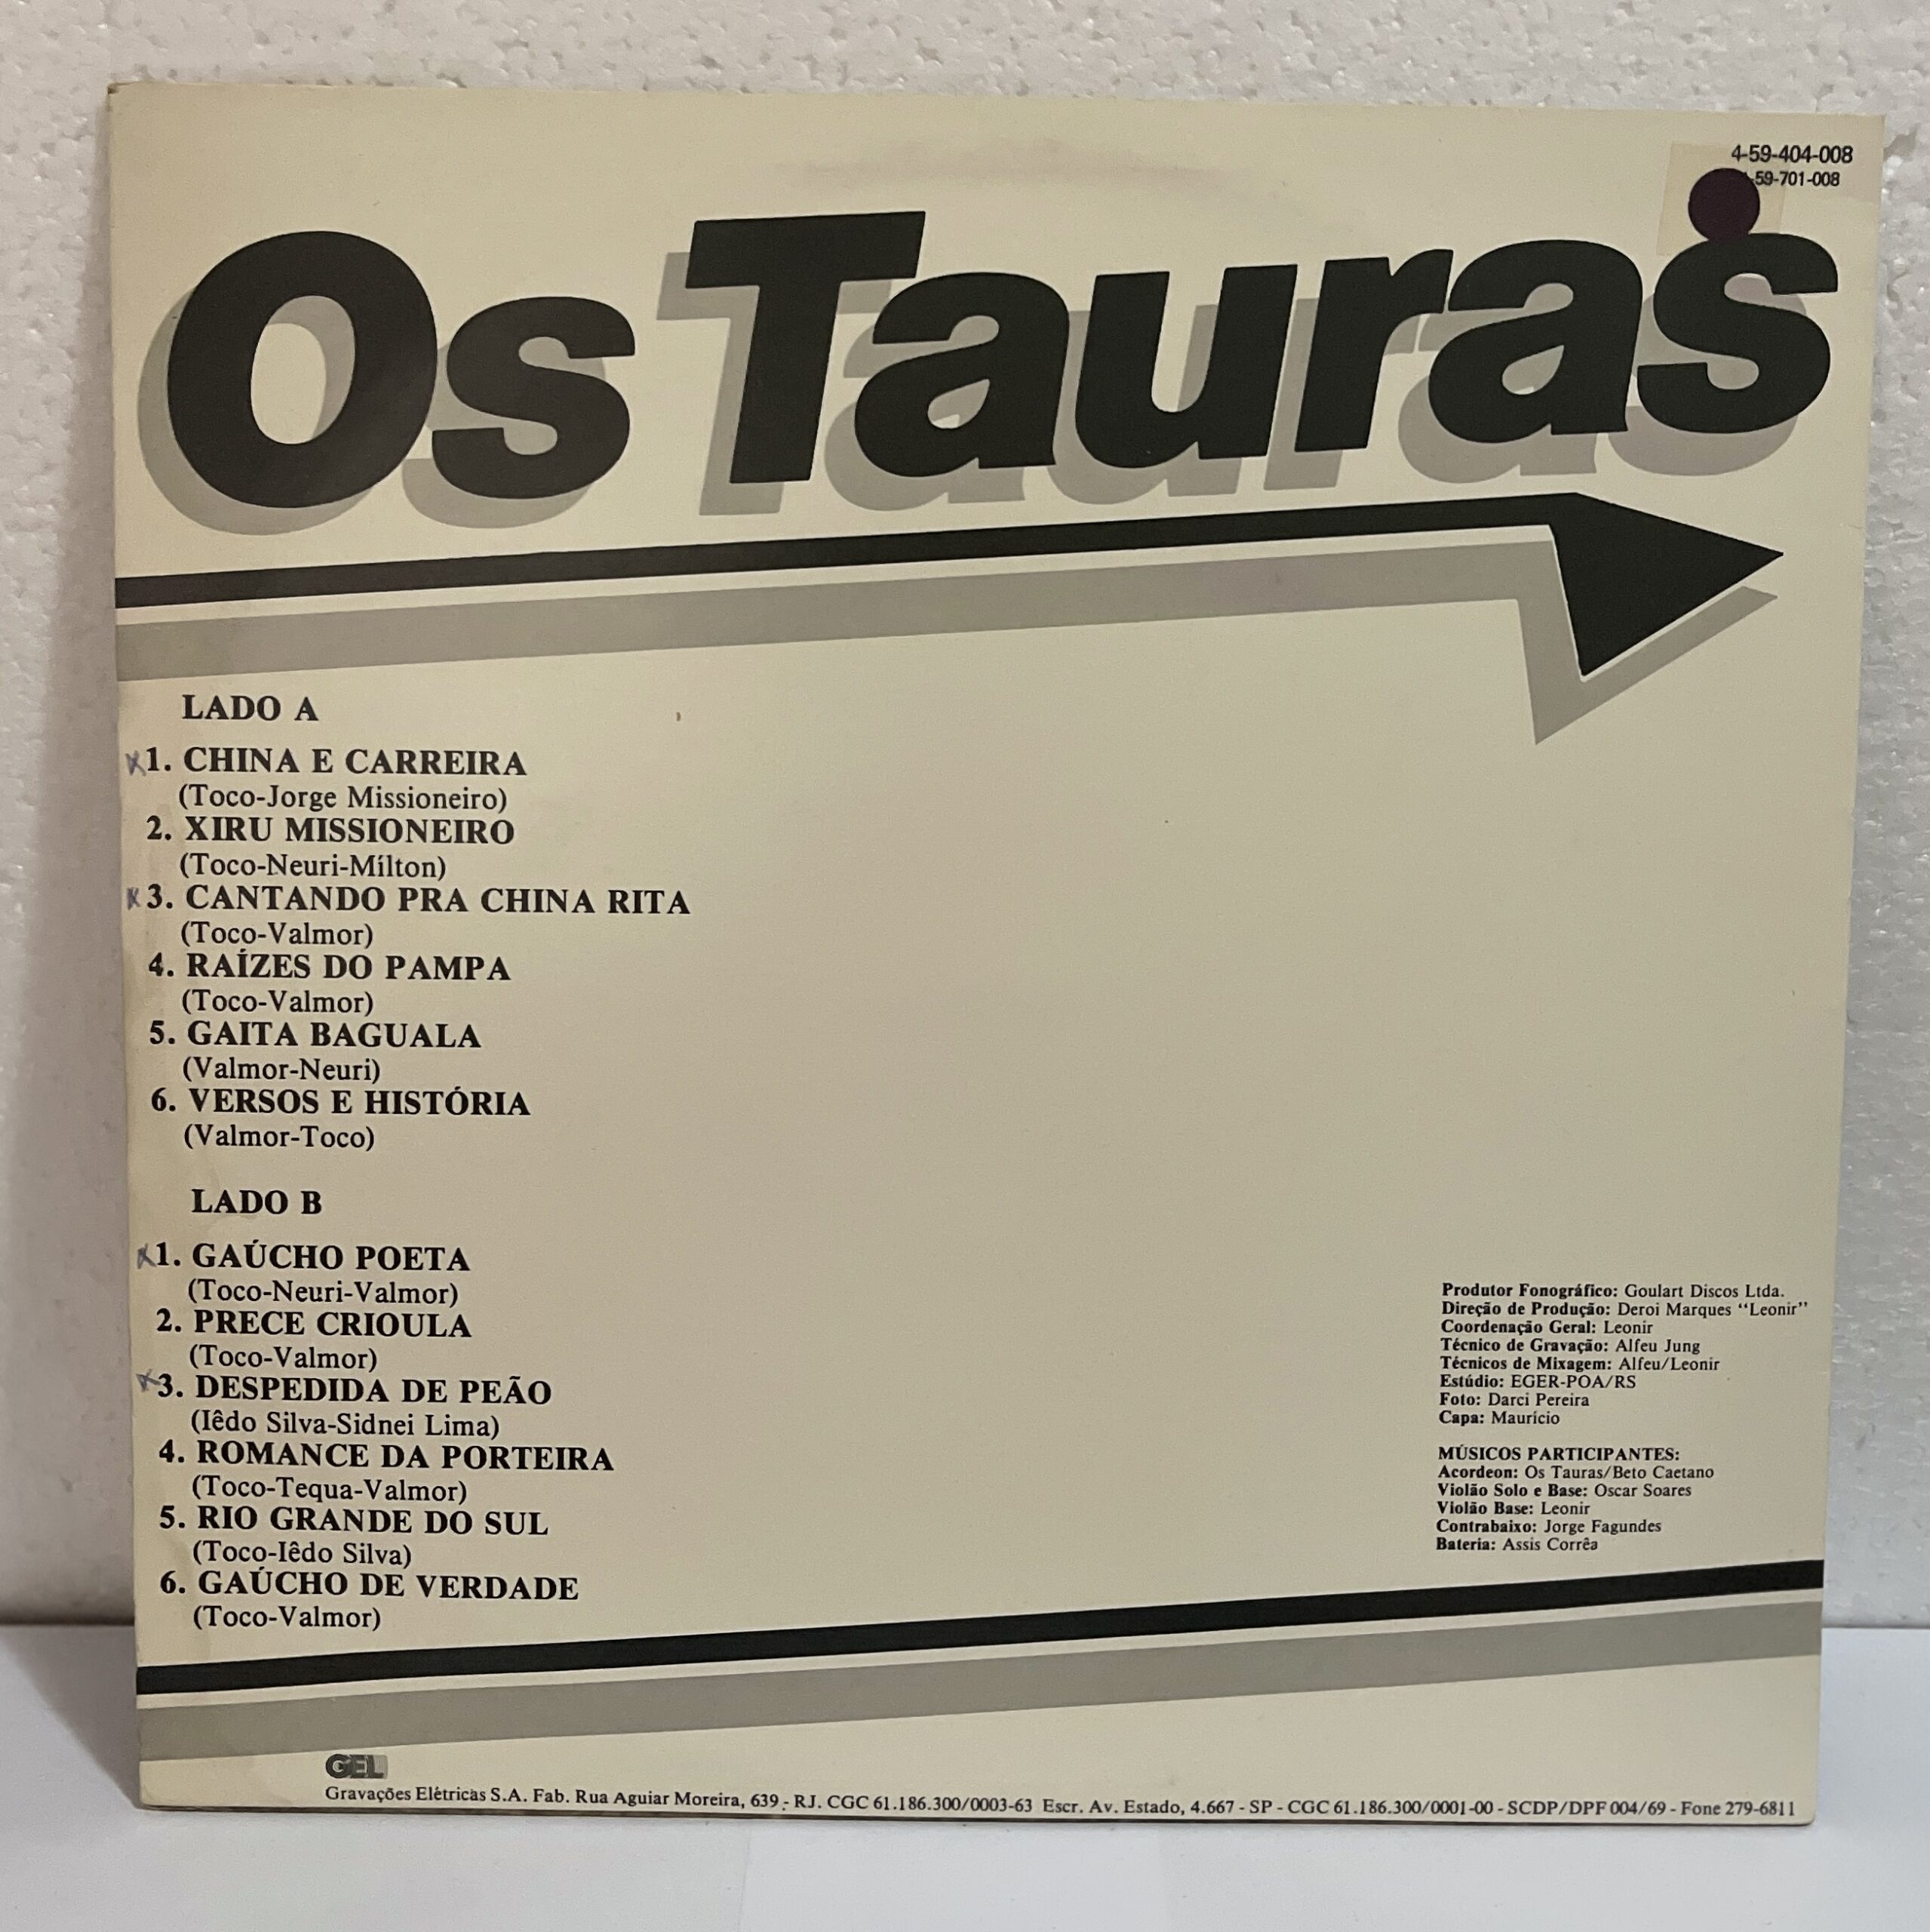 4-59-404-008
-59-701-008
Os Tauras
LADO A
1. CHINA E CARREIRA
(Toco-Jorge Missioneiro)
2. XIRU MISSIONEIRO
(Toco-Neuri-Mílton)
3. CANTANDO PRA CHINA RITA
(Toco-Valmor)
4. RAÍZES DO PAMPA
(Toco-Valmor)
5. GAITA BAGUALA
(Valmor-Neuri)
6. VERSOS E HISTÓRIA
(Valmor-Toco)
LADO B
1. GAÚCHO POETA
(Toco-Neuri-Valmor)
2. PRECE CRIOULA
(Toco-Valmor)
3. DESPEDIDA DE PEÃO
(Iêdo Silva-Sidnei Lima)
4. ROMANCE DA PORTEIRA
(Toco-Tequa-Valmor)
5. RIO GRANDE DO SUL
(Toco-Iêdo Silva)
6. GAÚCHO DE VERDADE
(Toco-Valmor)
Produtor Fonográfico: Goulart Discos Ltda.
Direção de Produção: Deroi Marques “Leonir”
Coordenação Geral: Leonir
Técnico de Gravação: Alfeu Jung
Técnicos de Mixagem: Alfeu/Leonir
Estúdio: EGER-POA/RS
Foto: Darci Pereira
Capa: Maurício
MÚSICOS PARTICIPANTES:
Acordeon: Os Tauras/Beto Caetano
Violão Solo e Base: Oscar Soares
Violão Base: Leonir
Contrabaixo: Jorge Fagundes
Bateria: Assis Corrêa
GEL
Gravações Elétricas S.A. Fab. Rua Aguiar Moreira, 639 - RJ. CGC 61.186.300/0003-63 Escr. Av. Estado, 4.667 - SP - CGC 61.186.300/0001-00 - SCDP/DPF 004/69 - Fone 279-6811